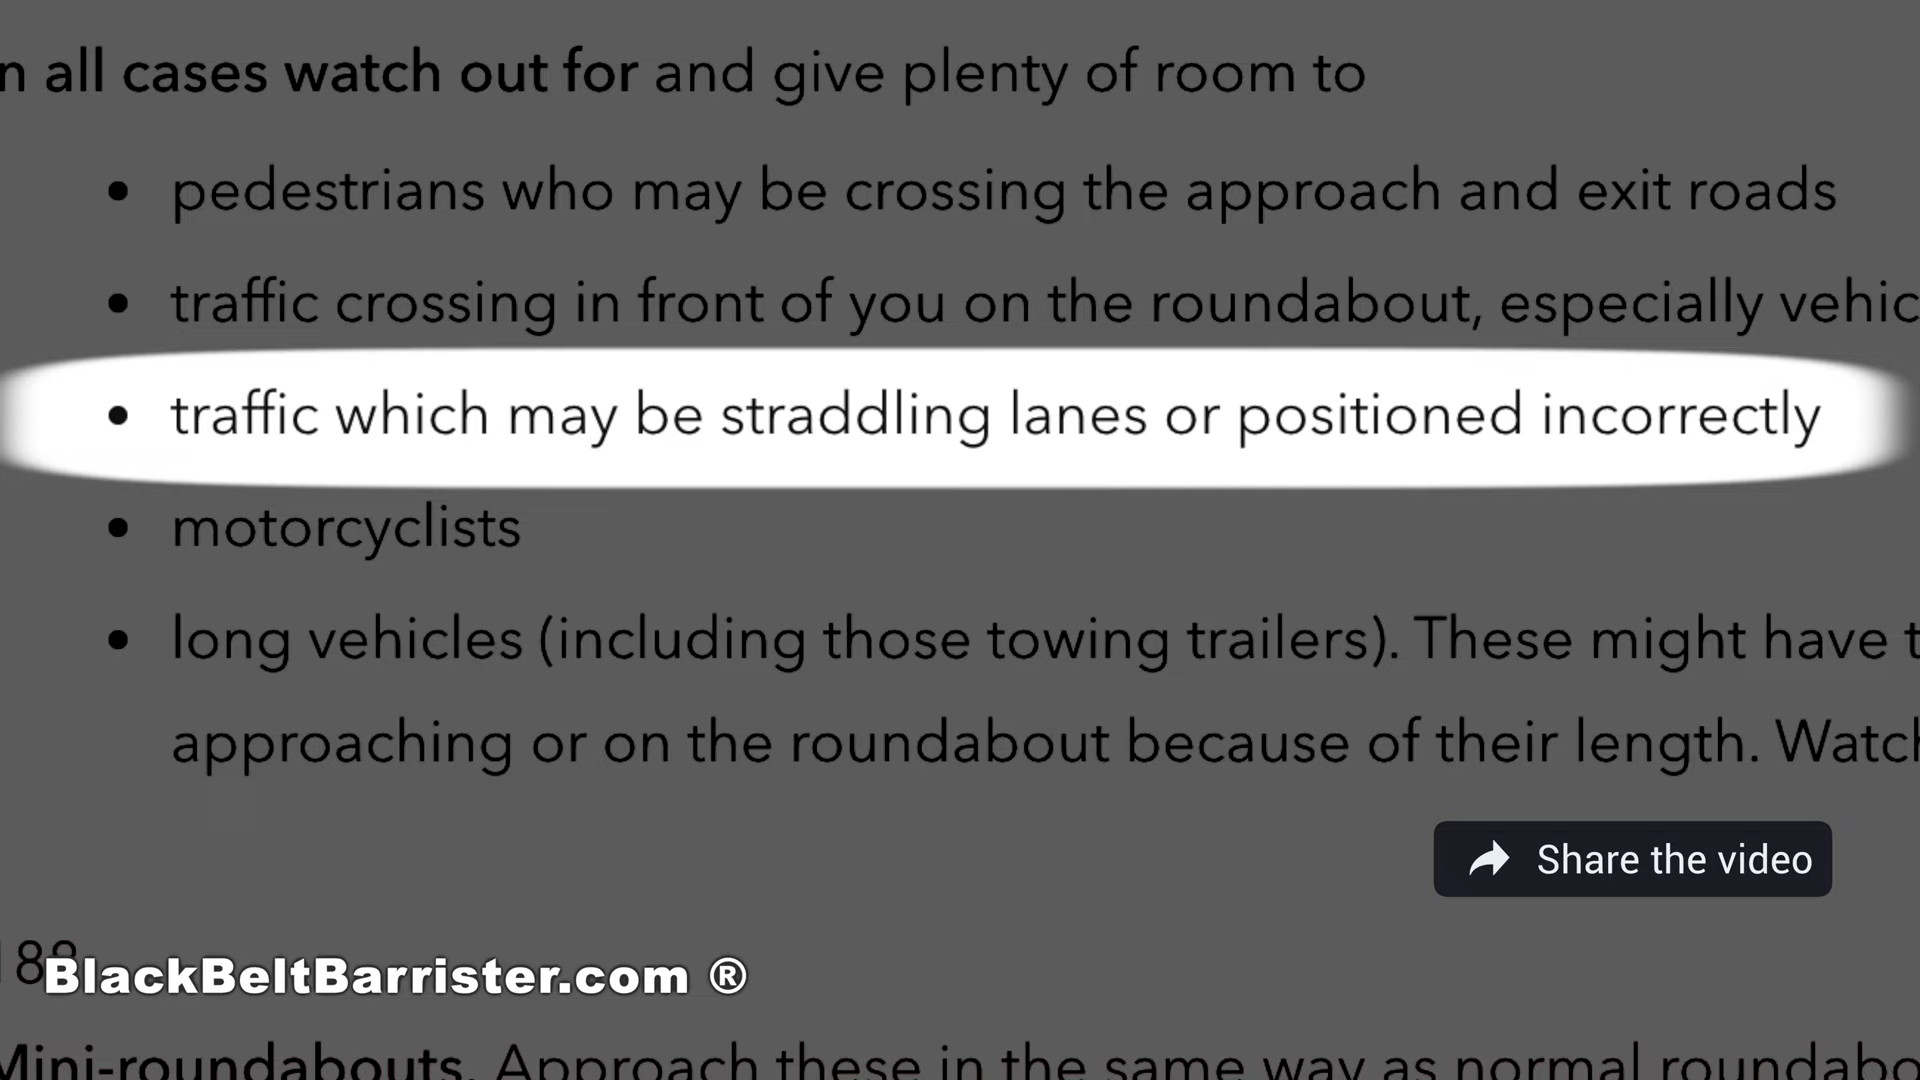 n all cases watch out for and give plenty of room to
• pedestrians who may be crossing the approach and exit roads
• traffic crossing in front of you on the roundabout, especially vehic
• traffic which may be straddling lanes or positioned incorrectly
• motorcyclists
• long vehicles (including those towing trailers). These might have t
approaching or on the roundabout because of their length. Watch
Share the video
188
BlackBeltBarrister.com ®
Mini-roundabouts. Approach these in the same way as normal roundabo